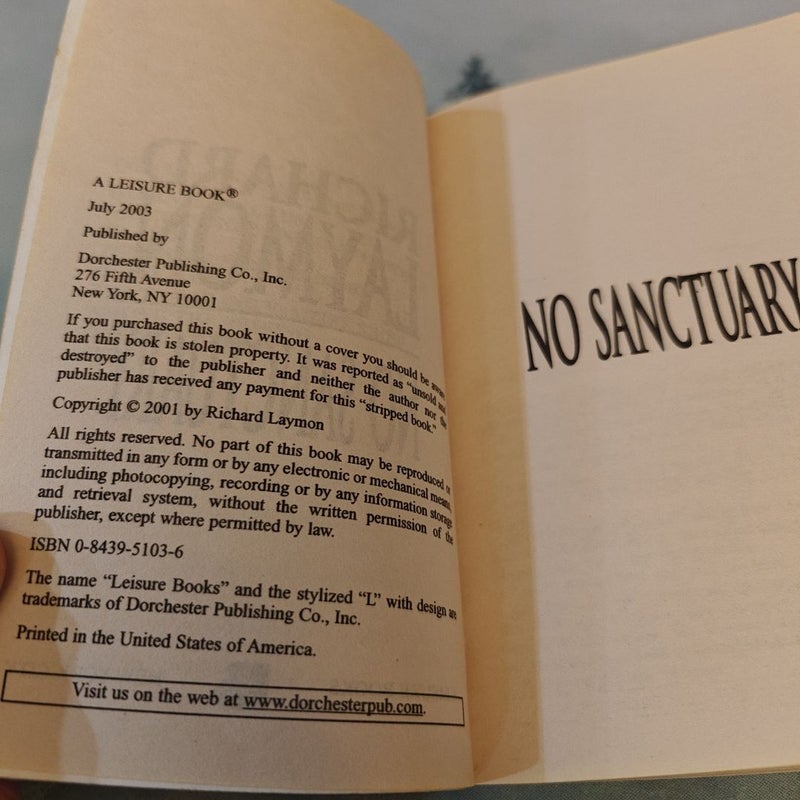 A LEISURE BOOK®
July 2003
Published by
Dorchester Publishing Co., Inc.
276 Fifth Avenue
New York, NY 10001
If you purchased this book without a cover you should be aware
that this book is stolen property. It was reported as "unsold and
destroyed" to the publisher and neither the author nor the
publisher has received any payment for this "stripped book."
Copyright © 2001 by Richard Laymon
All rights reserved. No part of this book may be reproduced or
transmitted in any form or by any electronic or mechanical means,
including photocopying, recording or by any information storage
and retrieval system, without the written permission of the
publisher, except where permitted by law.
ISBN 0-8439-5103-6
The name "Leisure Books" and the stylized "L" with design are
trademarks of Dorchester Publishing Co., Inc.
Printed in the United States of America.
Visit us on the web at www.dorchesterpub.com.
NO SANCTUARY